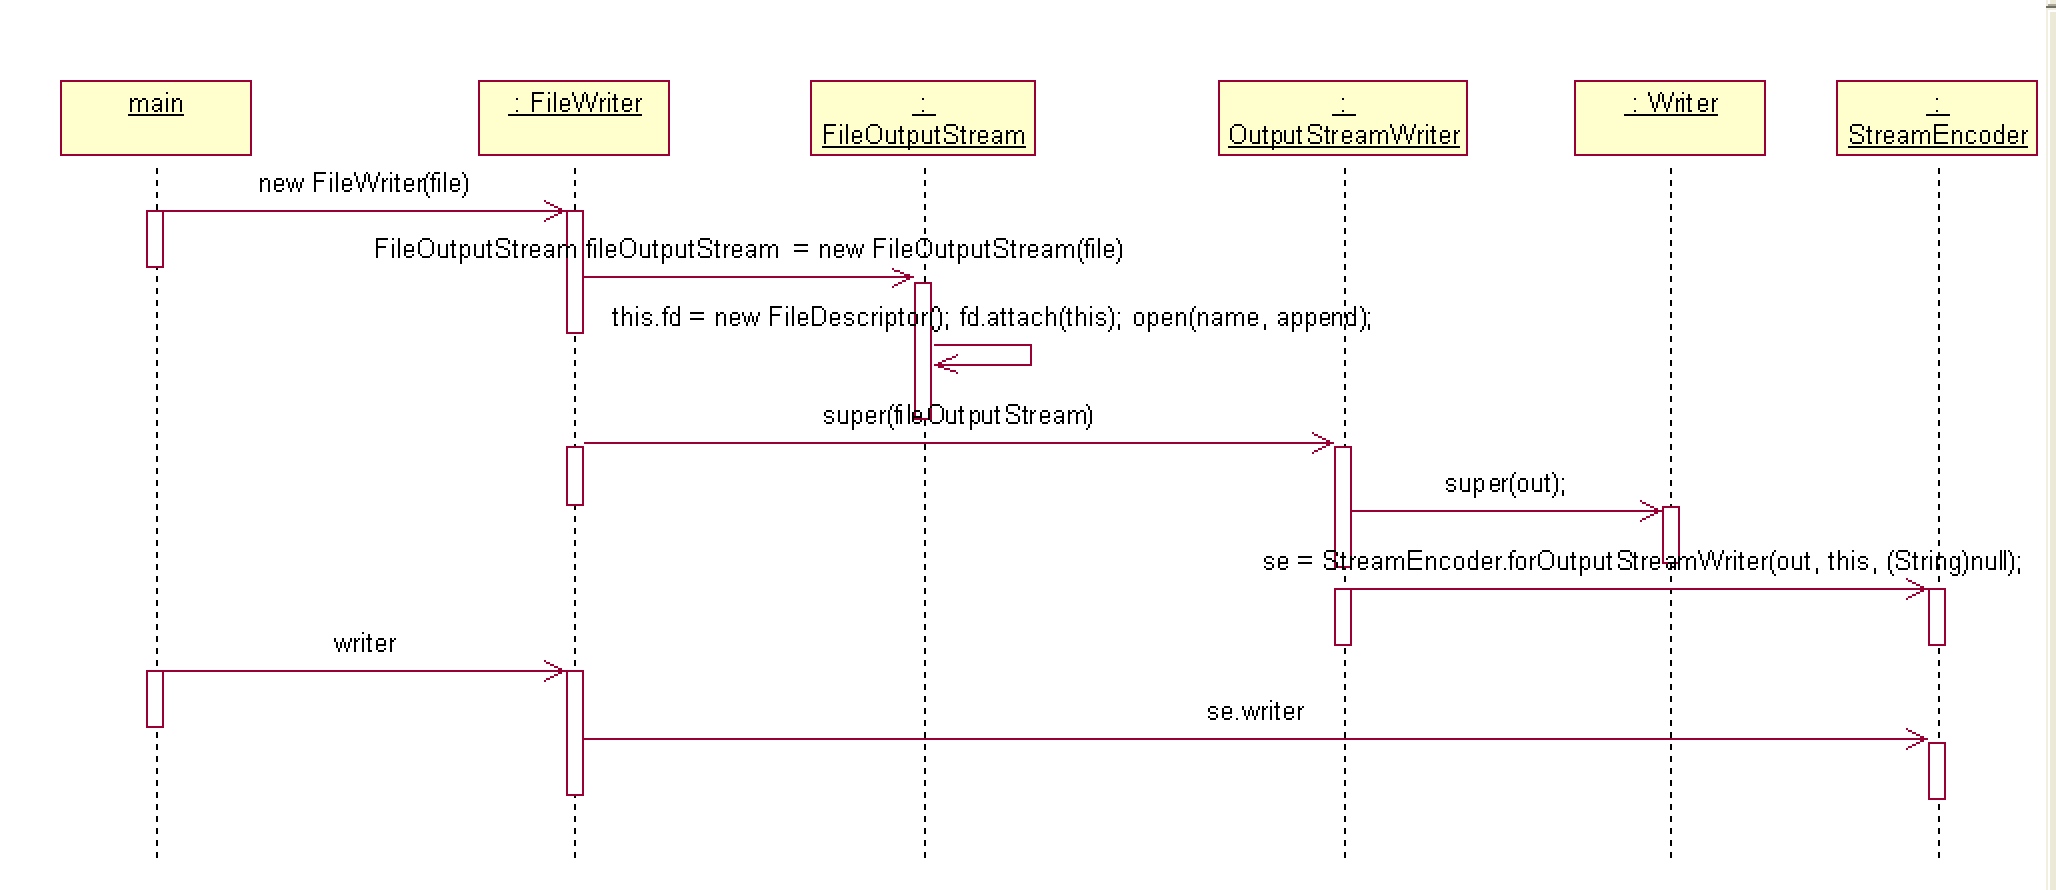 main
: FileWriter
:
FileOutputStream
:
OutputStreamWriter
: Writer
:
StreamEncoder
new FileWriter(file)
FileOutputStream fileOutputStream = new FileOutputStream(file)
this.fd = new FileDescriptor(); fd.attach(this); open(name, append);
super(fileOutputStream)
super(out);
se = StreamEncoder.forOutputStreamWriter(out, this, (String)null);
writer
se.writer